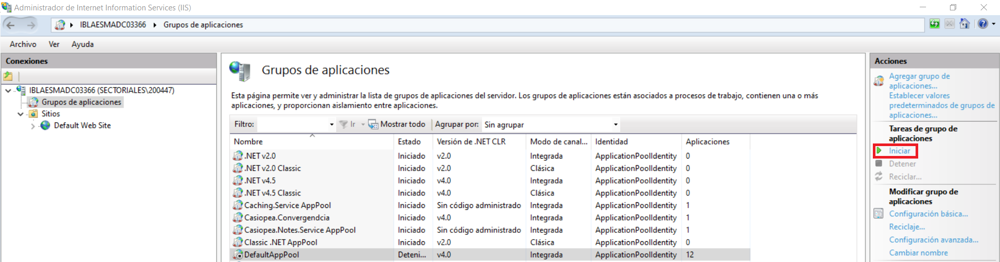 Administrador de Internet Information Services (IIS)
IBLAESMADC03366 Grupos de aplicaciones
Archivo Ver Ayuda
Conexiones
IBLAESMADC03366 (SECTORIALES\200447)
Grupos de aplicaciones
Sitios
Default Web Site
Grupos de aplicaciones
Esta página permite ver y administrar la lista de grupos de aplicaciones del servidor. Los grupos de aplicaciones están asociados a procesos de trabajo, contienen una o más
aplicaciones, y proporcionan aislamiento entre aplicaciones.
Filtro: Ir Mostrar todo Agrupar por: Sin agrupar
Nombre Estado Versión de .NET CLR Modo de canal... Identidad Aplicaciones
.NET v2.0 Iniciado v2.0 Integrada ApplicationPoolIdentity 0
.NET v2.0 Classic Iniciado v2.0 Clásica ApplicationPoolIdentity 0
.NET v4.5 Iniciado v4.0 Integrada ApplicationPoolIdentity 0
.NET v4.5 Classic Iniciado v4.0 Clásica ApplicationPoolIdentity 0
Caching.Service AppPool Iniciado Sin código administrado Integrada ApplicationPoolIdentity 1
Casiopea.Convergendcia Iniciado v4.0 Integrada ApplicationPoolIdentity 1
Casiopea.Notes.Service AppPool Iniciado Sin código administrado Integrada ApplicationPoolIdentity 1
Classic .NET AppPool Iniciado v2.0 Clásica ApplicationPoolIdentity 0
DefaultAppPool Deteni... v4.0 Integrada ApplicationPoolIdentity 12
Acciones
Agregar grupo de
aplicaciones...
Establecer valores
predeterminados de grupos de
aplicaciones...
Tareas de grupo de
aplicaciones
Iniciar
Detener
Reciclar...
Modificar grupo de
aplicaciones
Configuración básica...
Reciclaje...
Configuración avanzada...
Cambiar nombre